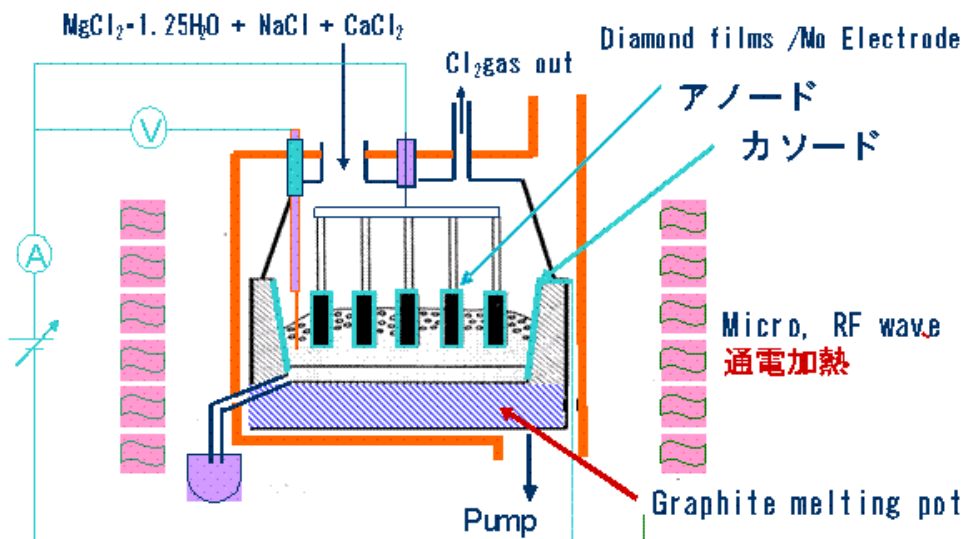 MgCl₂-1.25H₂O + NaCl + CaCl₂
Diamond films /Mo Electrode
Cl₂gas out
アノード
カソード
V
A
Micro, RF wave
通電加熱
Graphite melting pot
Pump